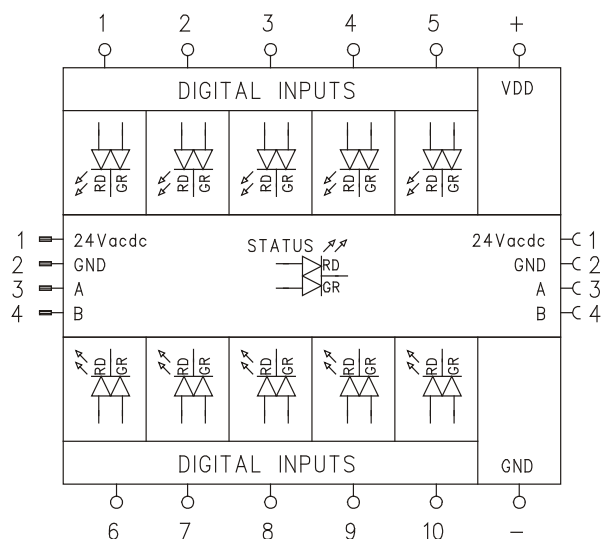 1 2 3 4 5 +
DIGITAL INPUTS VDD
RD GR RD GR RD GR RD GR RD GR
1 24Vacdc STATUS 24Vacdc 1
2 GND RD GND 2
3 A GR A 3
4 B B 4
RD GR RD GR RD GR RD GR RD GR
DIGITAL INPUTS GND
6 7 8 9 10 -